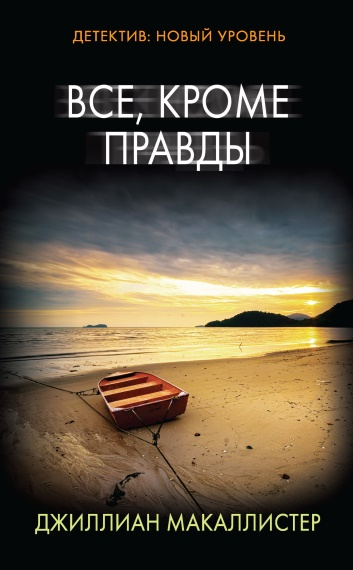 ДЕТЕКТИВ: НОВЫЙ УРОВЕНЬ
ВСЕ, КРОМЕ
ПРАВДЫ
ДЖИЛЛИАН МАКАЛЛИСТЕР